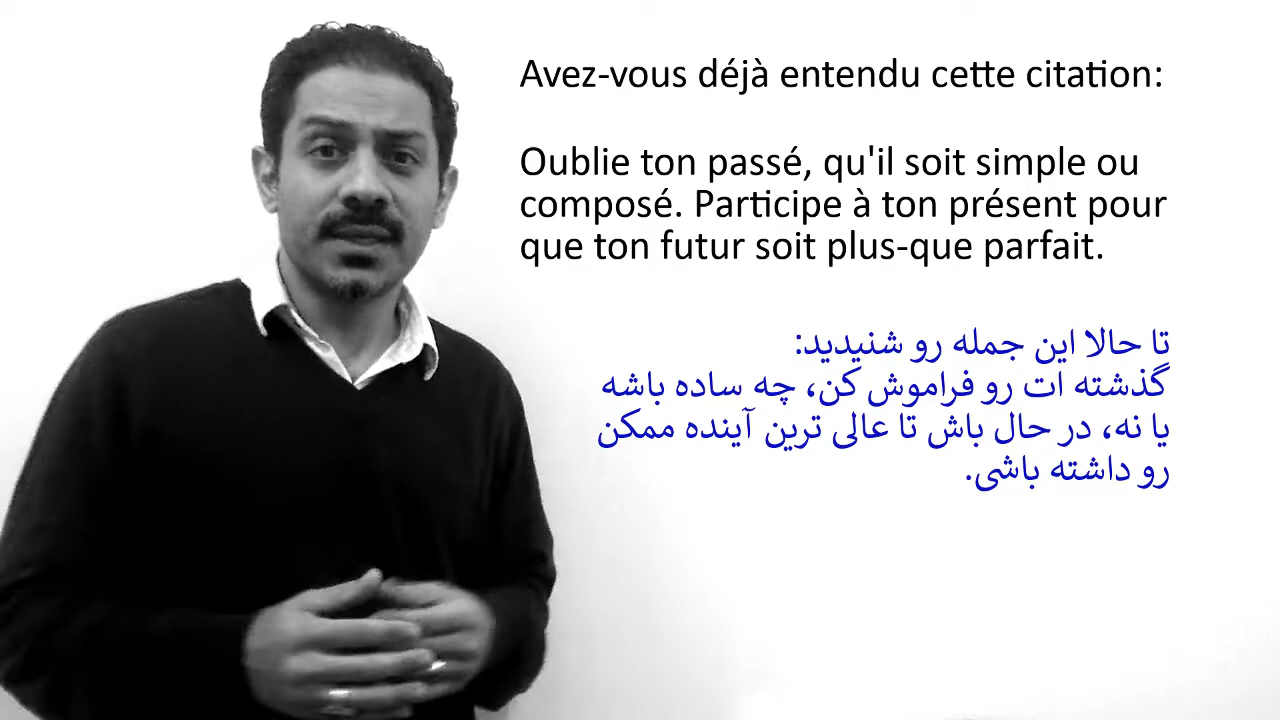 Avez-vous déjà entendu cette citation:
Oublie ton passé, qu'il soit simple ou
composé. Participe à ton présent pour
que ton futur soit plus-que parfait.
تا حالا این جمله رو شنیدید:
گذشته ات رو فراموش کن، چه ساده باشه
یا نه، در حال باش تا عالی ترین آینده ممکن
رو داشته باشی.